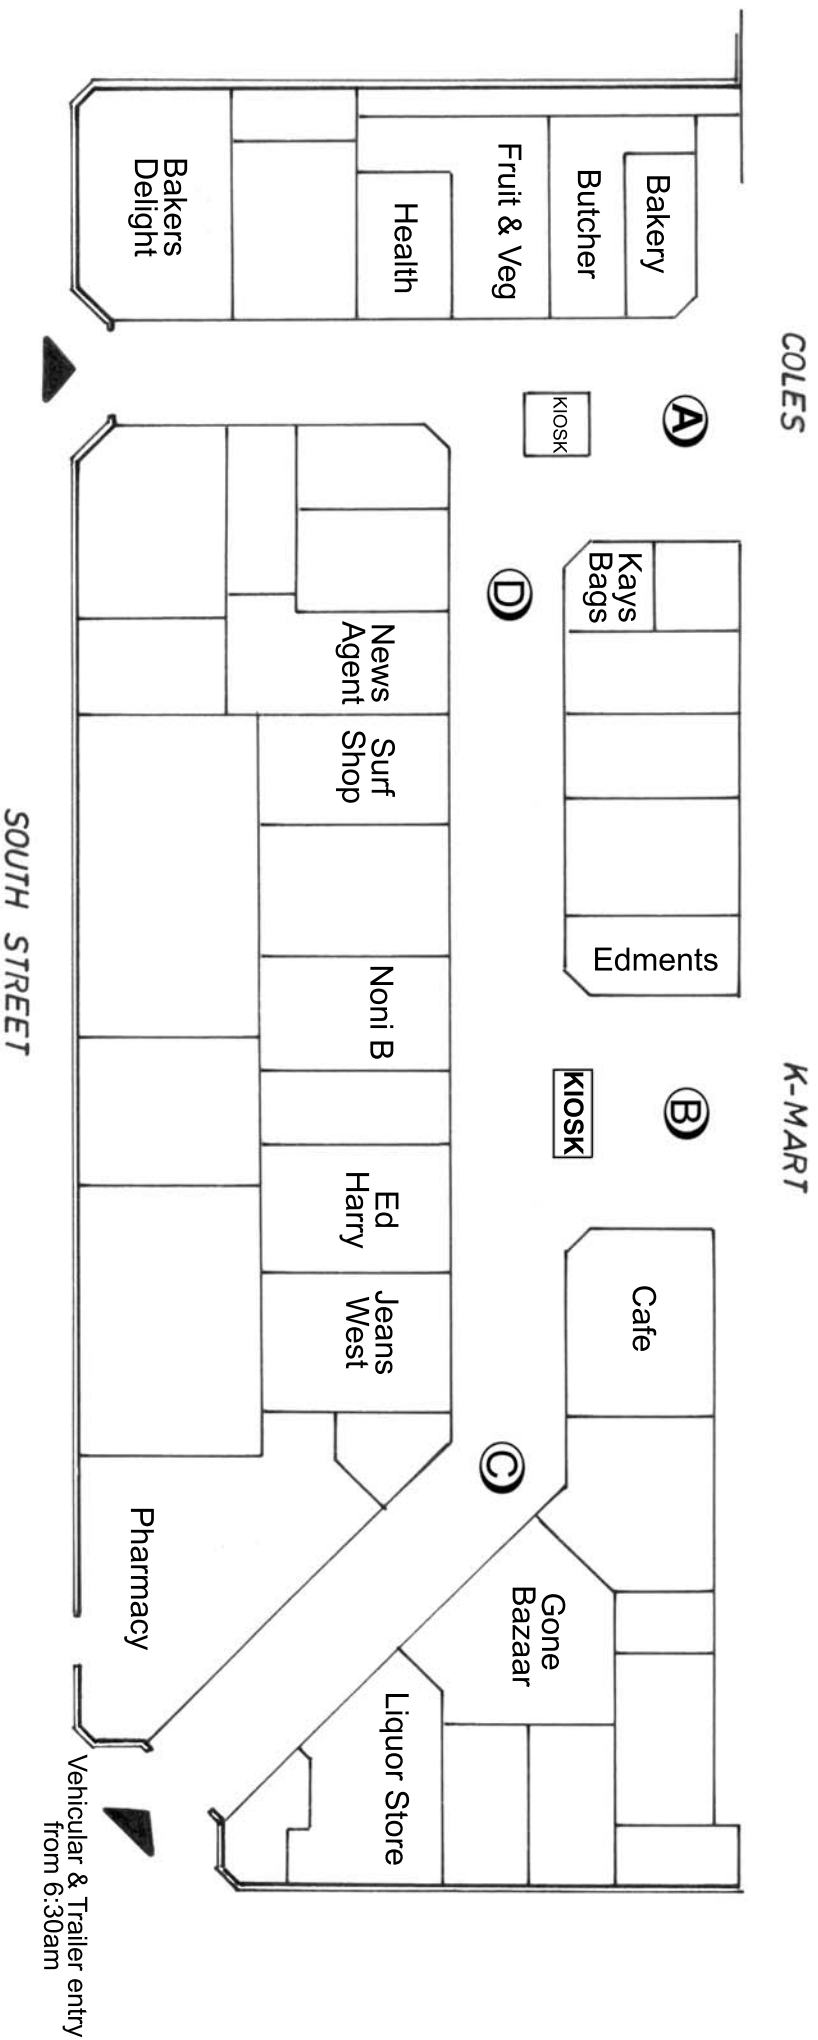 COLES
K-MART
Bakery
Butcher
Fruit & Veg
Health
Bakers
Delight
A
KIOSK
D
Kays
Bags
Edments
B
KIOSK
Cafe
News
Agent
Surf
Shop
Noni B
Ed
Harry
Jeans
West
C
Gone
Bazaar
Liquor Store
Pharmacy
SOUTH STREET
Vehicular & Trailer entry
from 6:30am